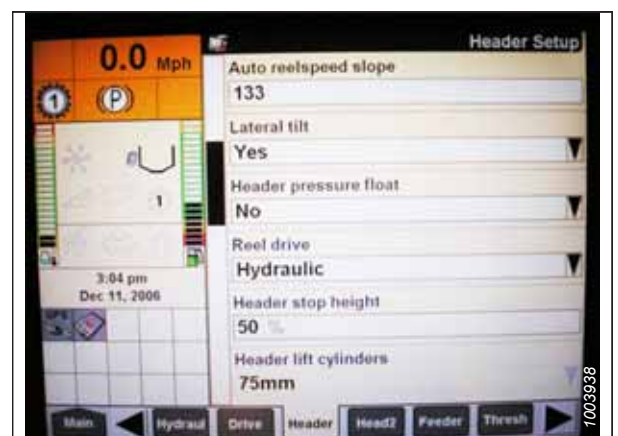 Header Setup
0.0 Mph
1
(P)
1
3:04 pm
Dec 11, 2006
Auto reelspeed slope
133
Lateral tilt
Yes
Header pressure float
No
Reel drive
Hydraulic
Header stop height
50 %
Header lift cylinders
75mm
Main
Hydraul
Drive
Header
Head2
Feeder
Thresh
1003938